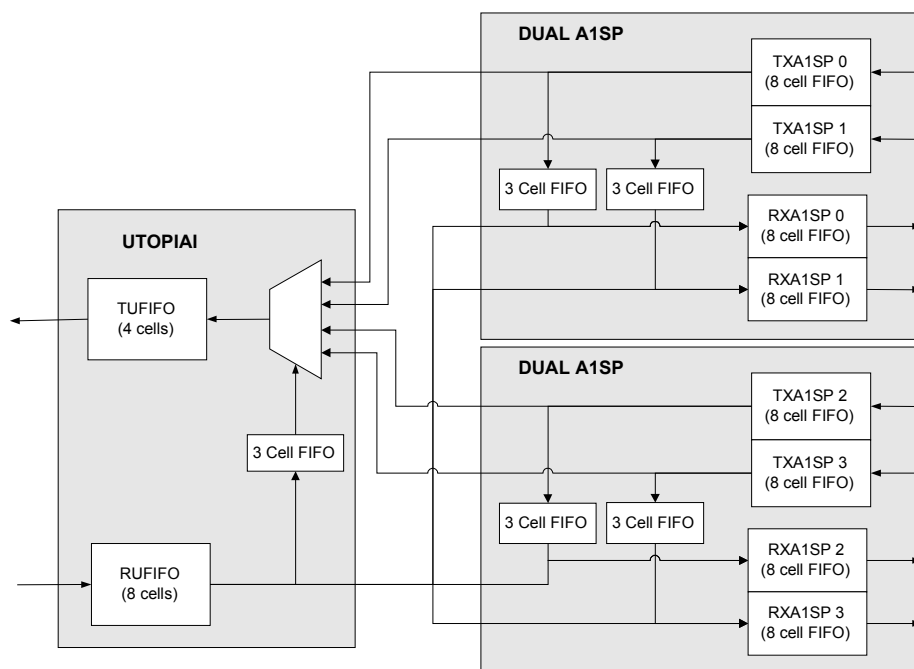 DUAL A1SP
TXA1SP 0
(8 cell FIFO)
TXA1SP 1
(8 cell FIFO)
3 Cell FIFO
3 Cell FIFO
RXA1SP 0
(8 cell FIFO)
RXA1SP 1
(8 cell FIFO)
UTOPIAI
TUFIFO
(4 cells)
3 Cell FIFO
RUFIFO
(8 cells)
DUAL A1SP
TXA1SP 2
(8 cell FIFO)
TXA1SP 3
(8 cell FIFO)
3 Cell FIFO
3 Cell FIFO
RXA1SP 2
(8 cell FIFO)
RXA1SP 3
(8 cell FIFO)